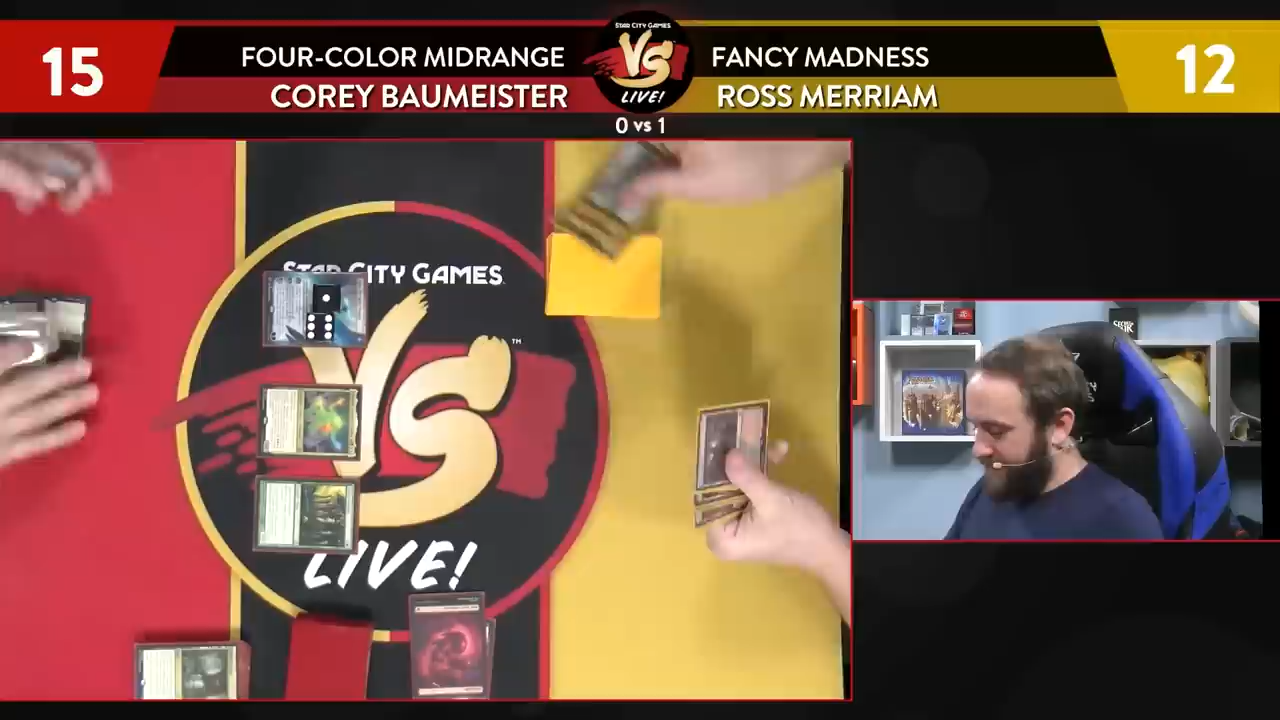 15
FOUR-COLOR MIDRANGE
COREY BAUMEISTER
STAR CITY GAMES
VS
LIVE!
FANCY MADNESS
ROSS MERRIAM
12
0 vs 1
STAR CITY GAMES
VS
LIVE!